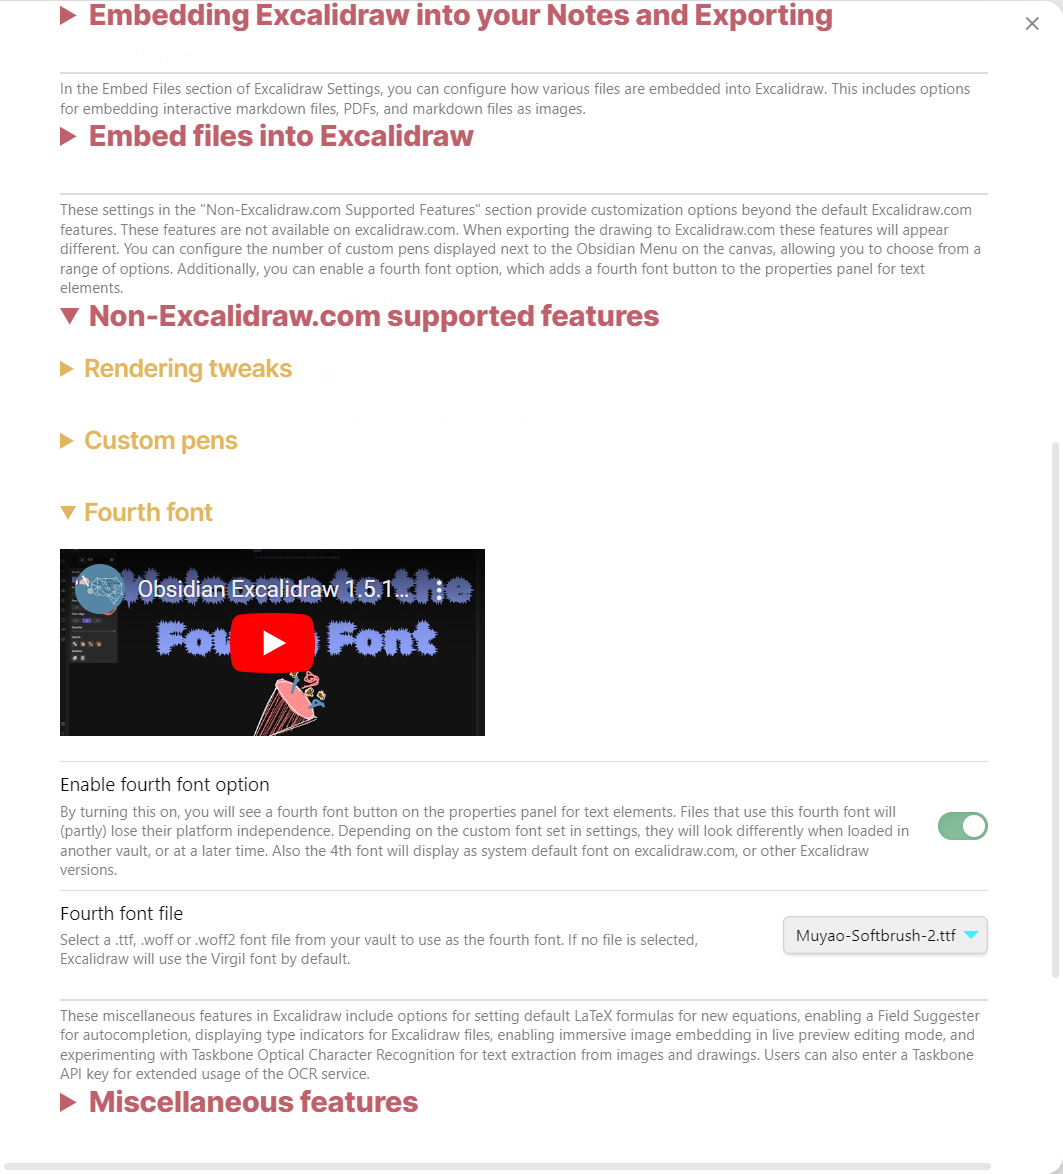 Embedding Excalidraw into your Notes and Exporting
In the Embed Files section of Excalidraw Settings, you can configure how various files are embedded into Excalidraw. This includes options
for embedding interactive markdown files, PDFs, and markdown files as images.
Embed files into Excalidraw
These settings in the "Non-Excalidraw.com Supported Features" section provide customization options beyond the default Excalidraw.com
features. These features are not available on excalidraw.com. When exporting the drawing to Excalidraw.com these features will appear
different. You can configure the number of custom pens displayed next to the Obsidian Menu on the canvas, allowing you to choose from a
range of options. Additionally, you can enable a fourth font option, which adds a fourth font button to the properties panel for text
elements.
Non-Excalidraw.com supported features
Rendering tweaks
Custom pens
Fourth font
Obsidian Excalidraw 1.5.1...
Font
Enable fourth font option
By turning this on, you will see a fourth font button on the properties panel for text elements. Files that use this fourth font will
(partly) lose their platform independence. Depending on the custom font set in settings, they will look differently when loaded in
another vault, or at a later time. Also the 4th font will display as system default font on excalidraw.com, or other Excalidraw
versions.
Fourth font file
Select a .ttf, .woff or .woff2 font file from your vault to use as the fourth font. If no file is selected,
Excalidraw will use the Virgil font by default.
Muyao-Softbrush-2.ttf
These miscellaneous features in Excalidraw include options for setting default LaTeX formulas for new equations, enabling a Field Suggester
for autocompletion, displaying type indicators for Excalidraw files, enabling immersive image embedding in live preview editing mode, and
experimenting with Taskbone Optical Character Recognition for text extraction from images and drawings. Users can also enter a Taskbone
API key for extended usage of the OCR service.
Miscellaneous features